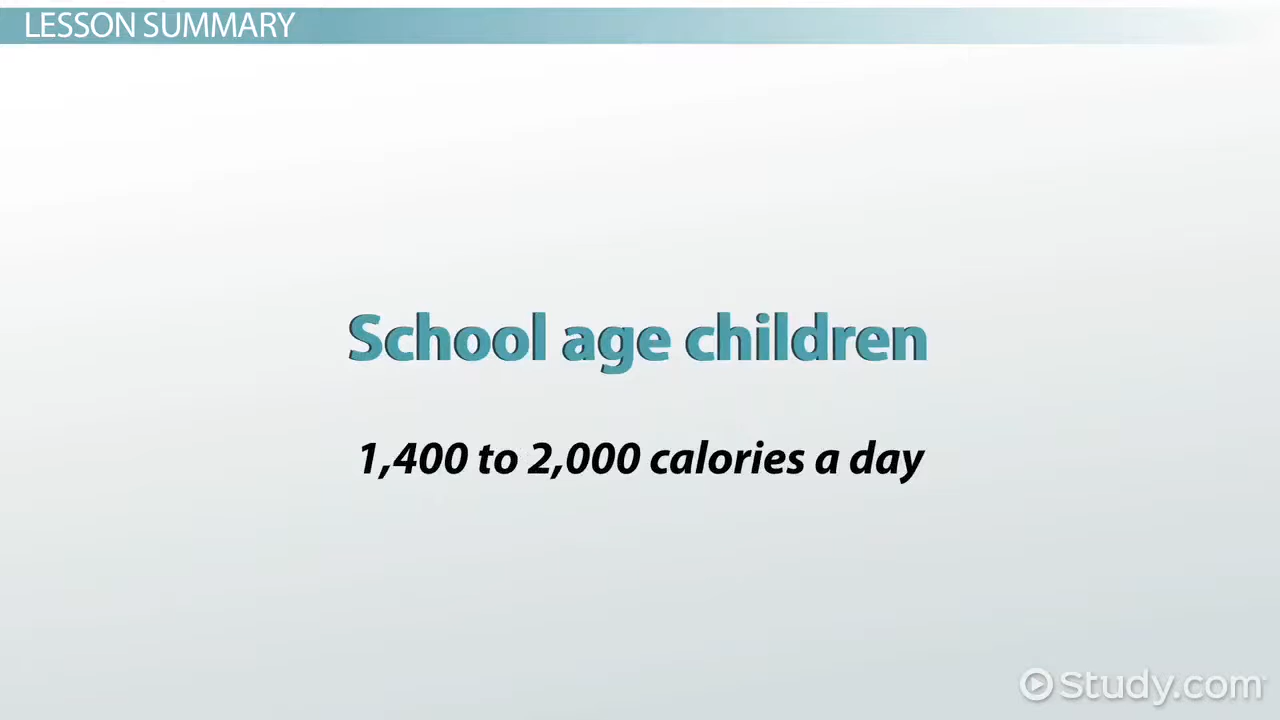 LESSON SUMMARY
School age children
1,400 to 2,000 calories a day
Study.com